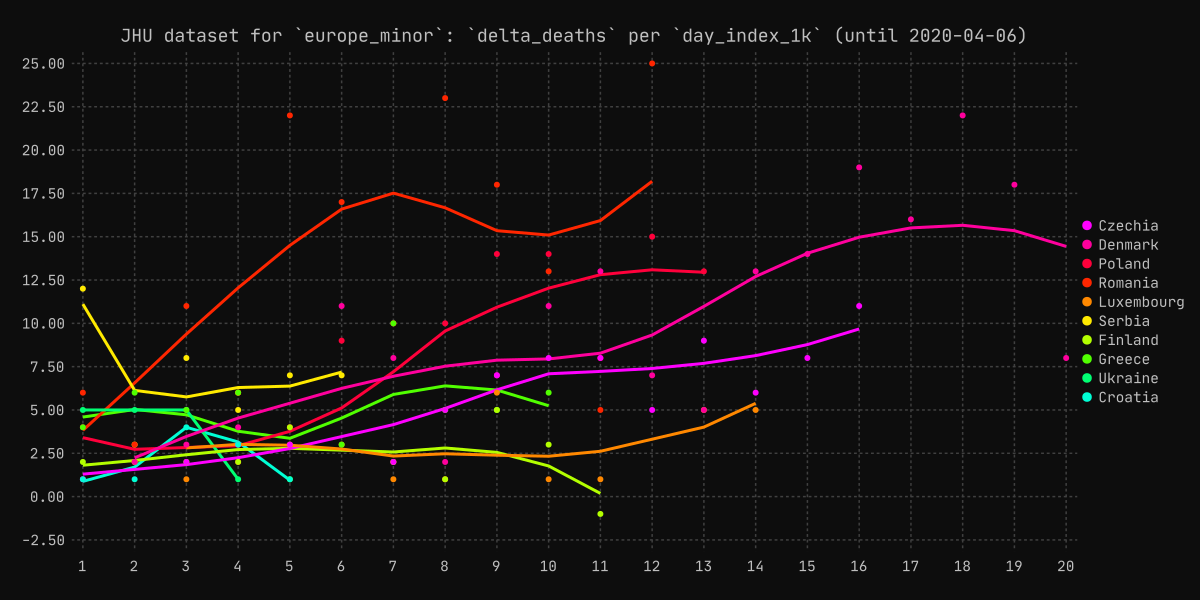 JHU dataset for `europe_minor`: `delta_deaths` per `day_index_1k` (until 2020-04-06)
25.00
22.50
20.00
17.50
15.00
12.50
10.00
7.50
5.00
2.50
0.00
-2.50
1 2 3 4 5 6 7 8 9 10 11 12 13 14 15 16 17 18 19 20
Czechia
Denmark
Poland
Romania
Luxembourg
Serbia
Finland
Greece
Ukraine
Croatia